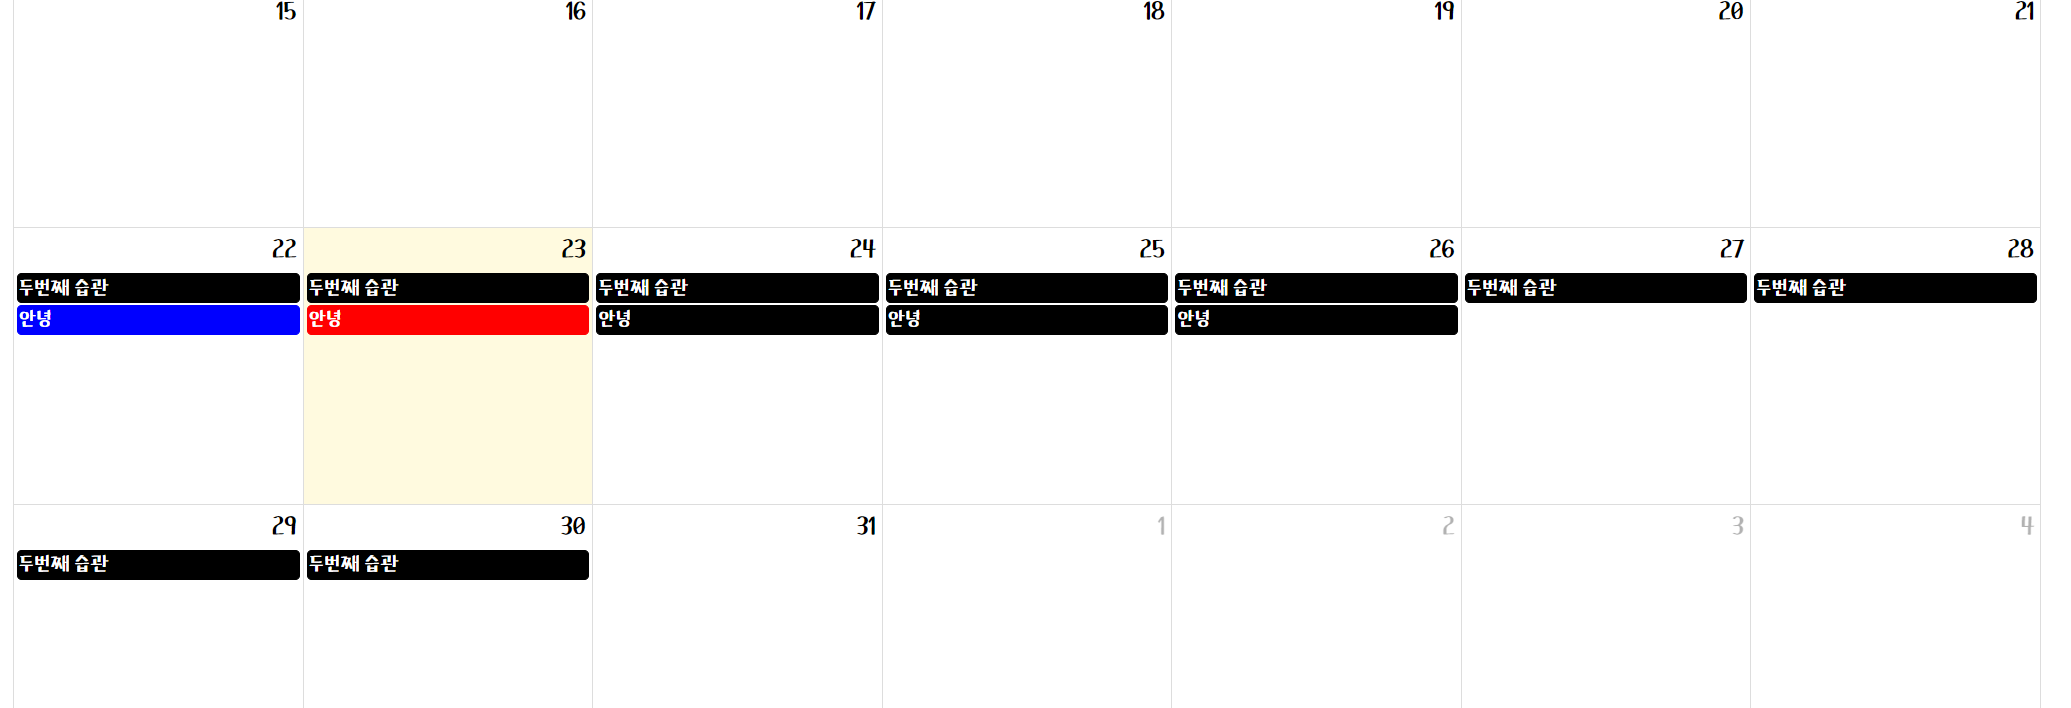 15 16 17 18 19 20 21
22 23 24 25 26 27 28
두번째 습관 두번째 습관 두번째 습관 두번째 습관 두번째 습관 두번째 습관 두번째 습관
안녕 안녕 안녕 안녕 안녕
29 30 31 1 2 3 4
두번째 습관 두번째 습관